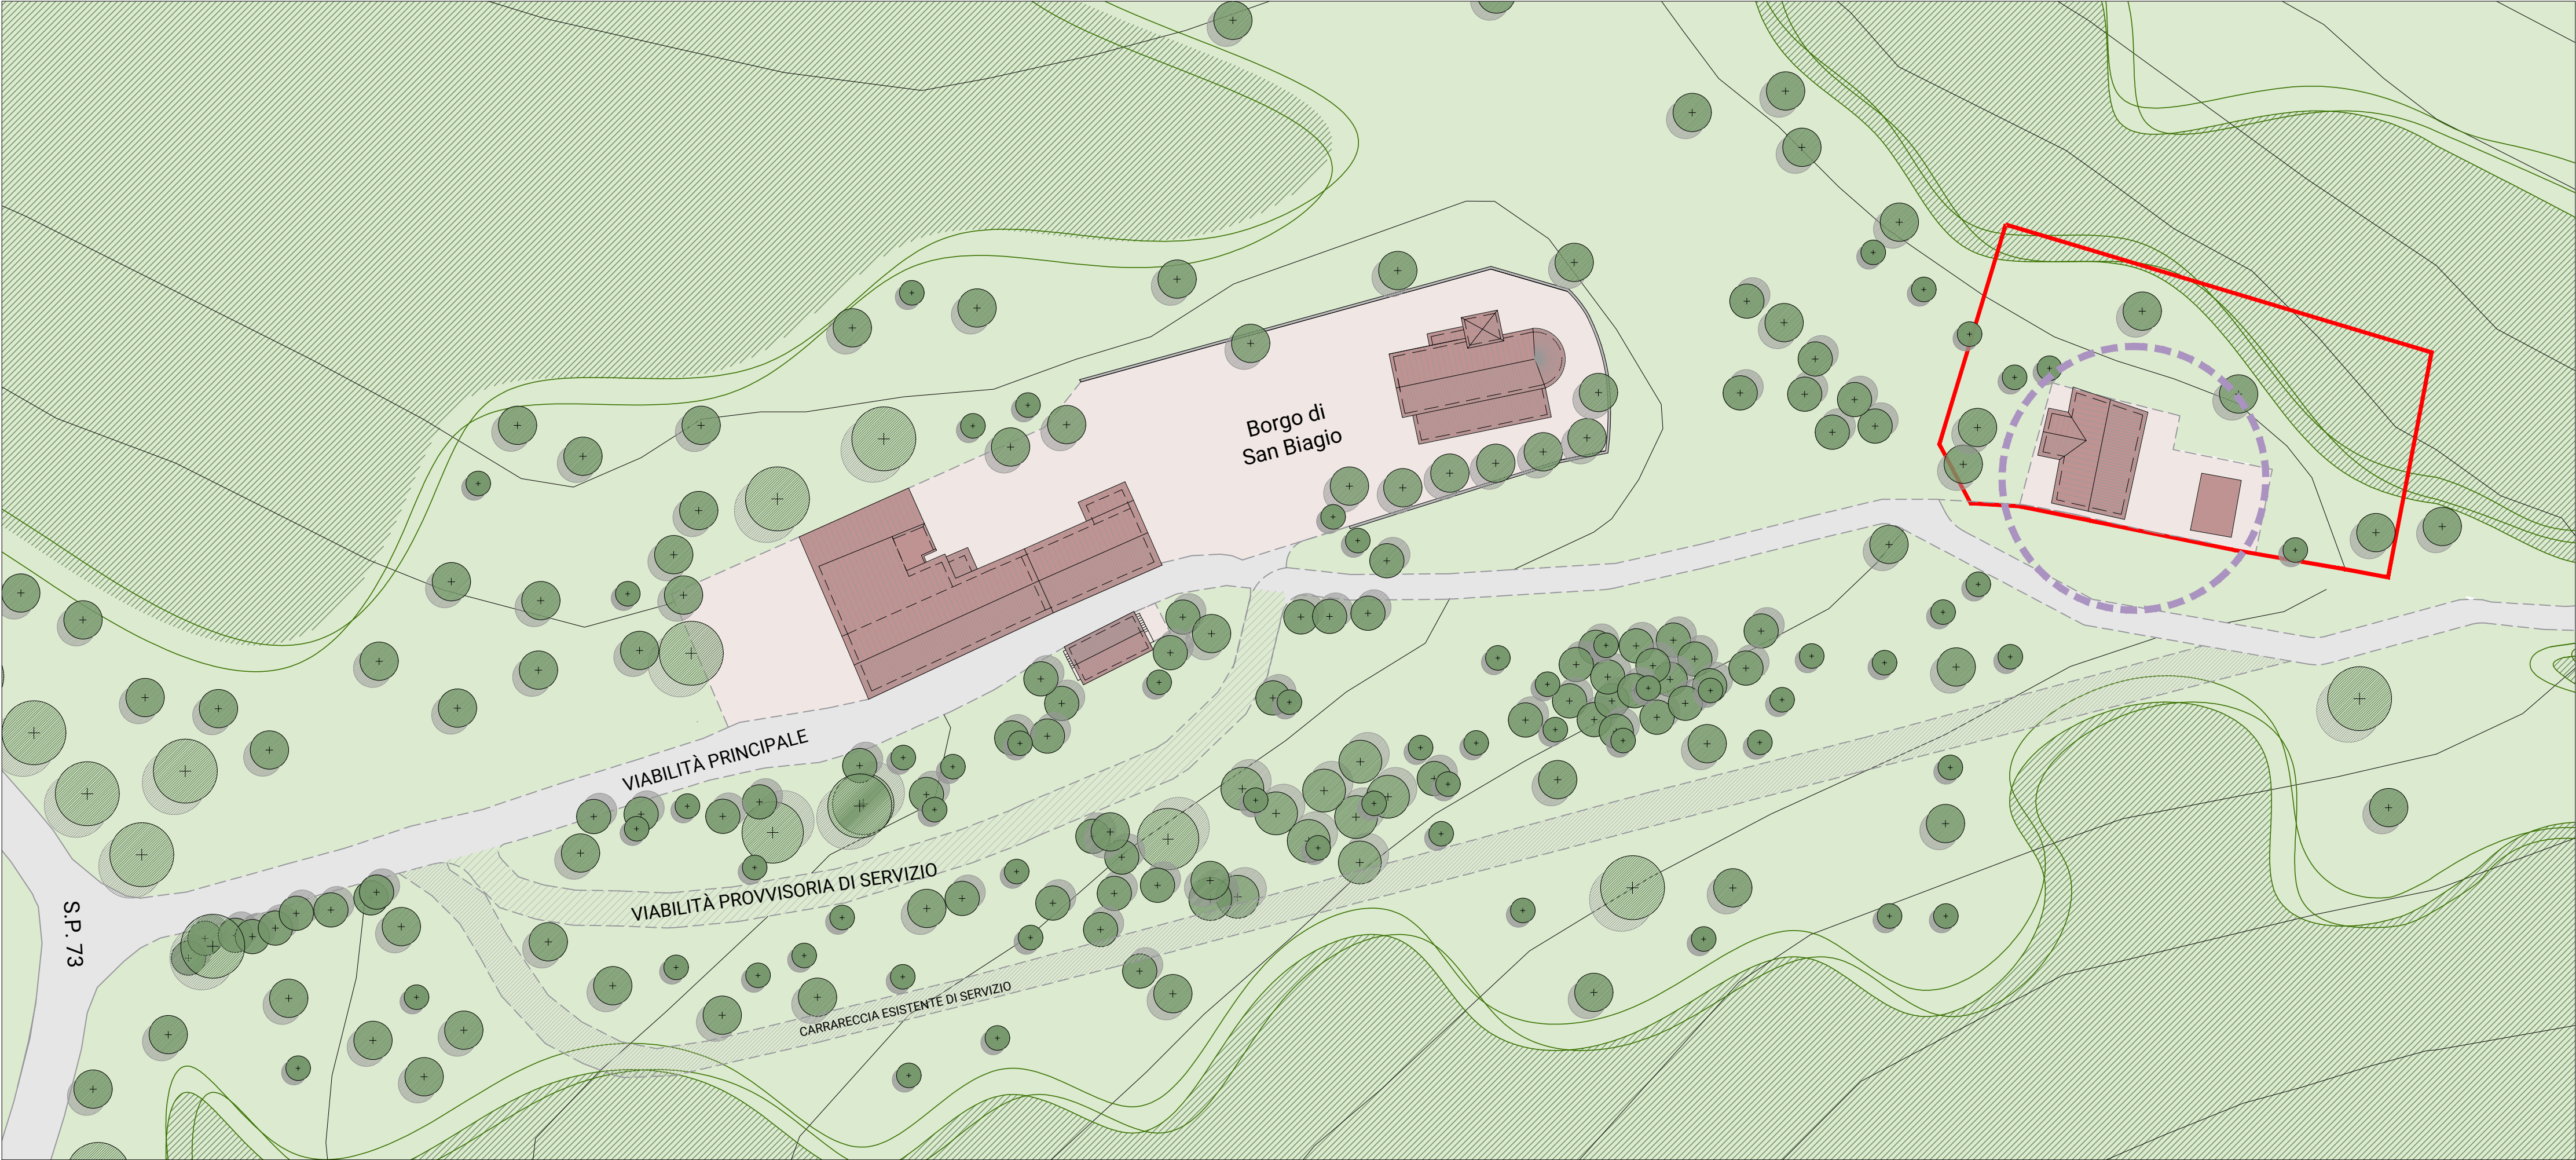 Borgo di
San Biagio
VIABILITÀ PRINCIPALE
VIABILITÀ PROVVISORIA DI SERVIZIO
S.P. 73
CARRARECCIA ESISTENTE DI SERVIZIO